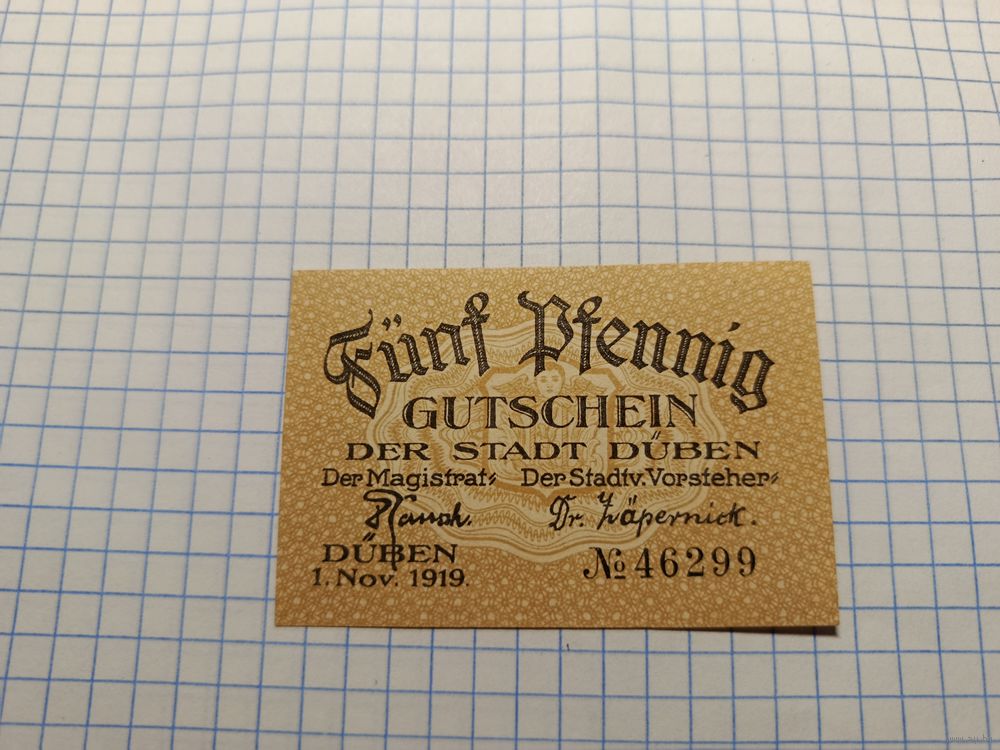 Fünf Pfennig
GUTSCHEIN
DER STADT DÜBEN
Der Magistrat: Der Stadtv. Vorsteher:
Dr. Zäpernick.
DÜBEN
1. Nov. 1919. № 46299